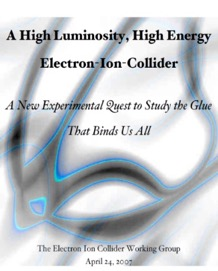 A High Luminosity, High Energy
Electron-Ion-Collider
A New Experimental Quest to Study the Glue
That Binds Us All
The Electron Ion Collider Working Group
April 24, 2007